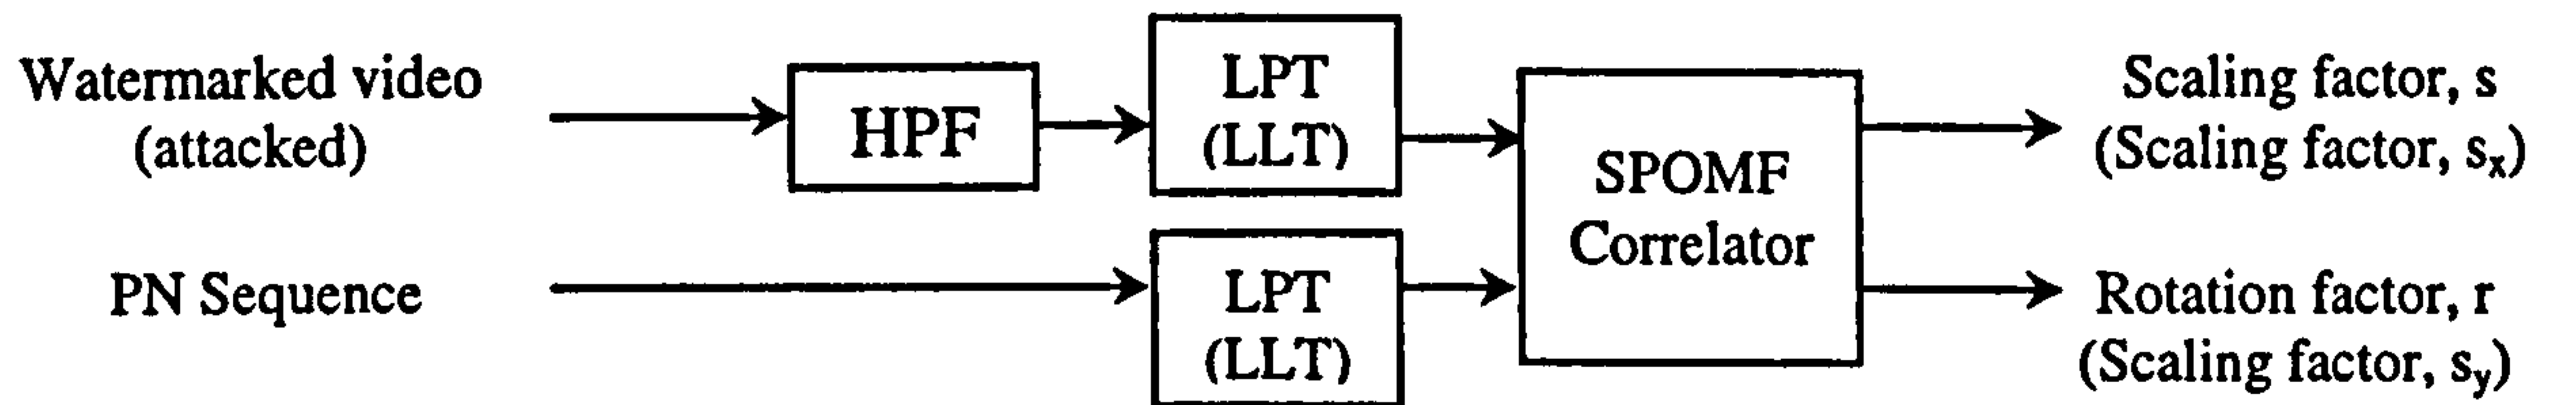 Watermarked video
(attacked)
HPF
LPT
(LLT)
SPOMF
Correlator
Scaling factor, s
(Scaling factor, sx)
PN Sequence
LPT
(LLT)
Rotation factor, r
(Scaling factor, sy)